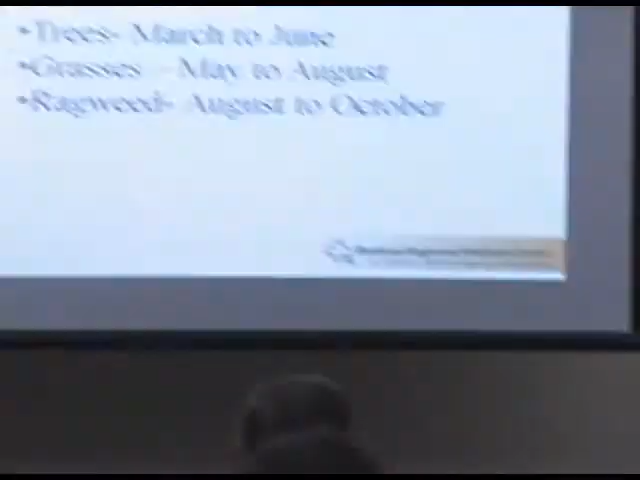 •Trees- March to June
•Grasses - May to August
•Ragweed- August to October